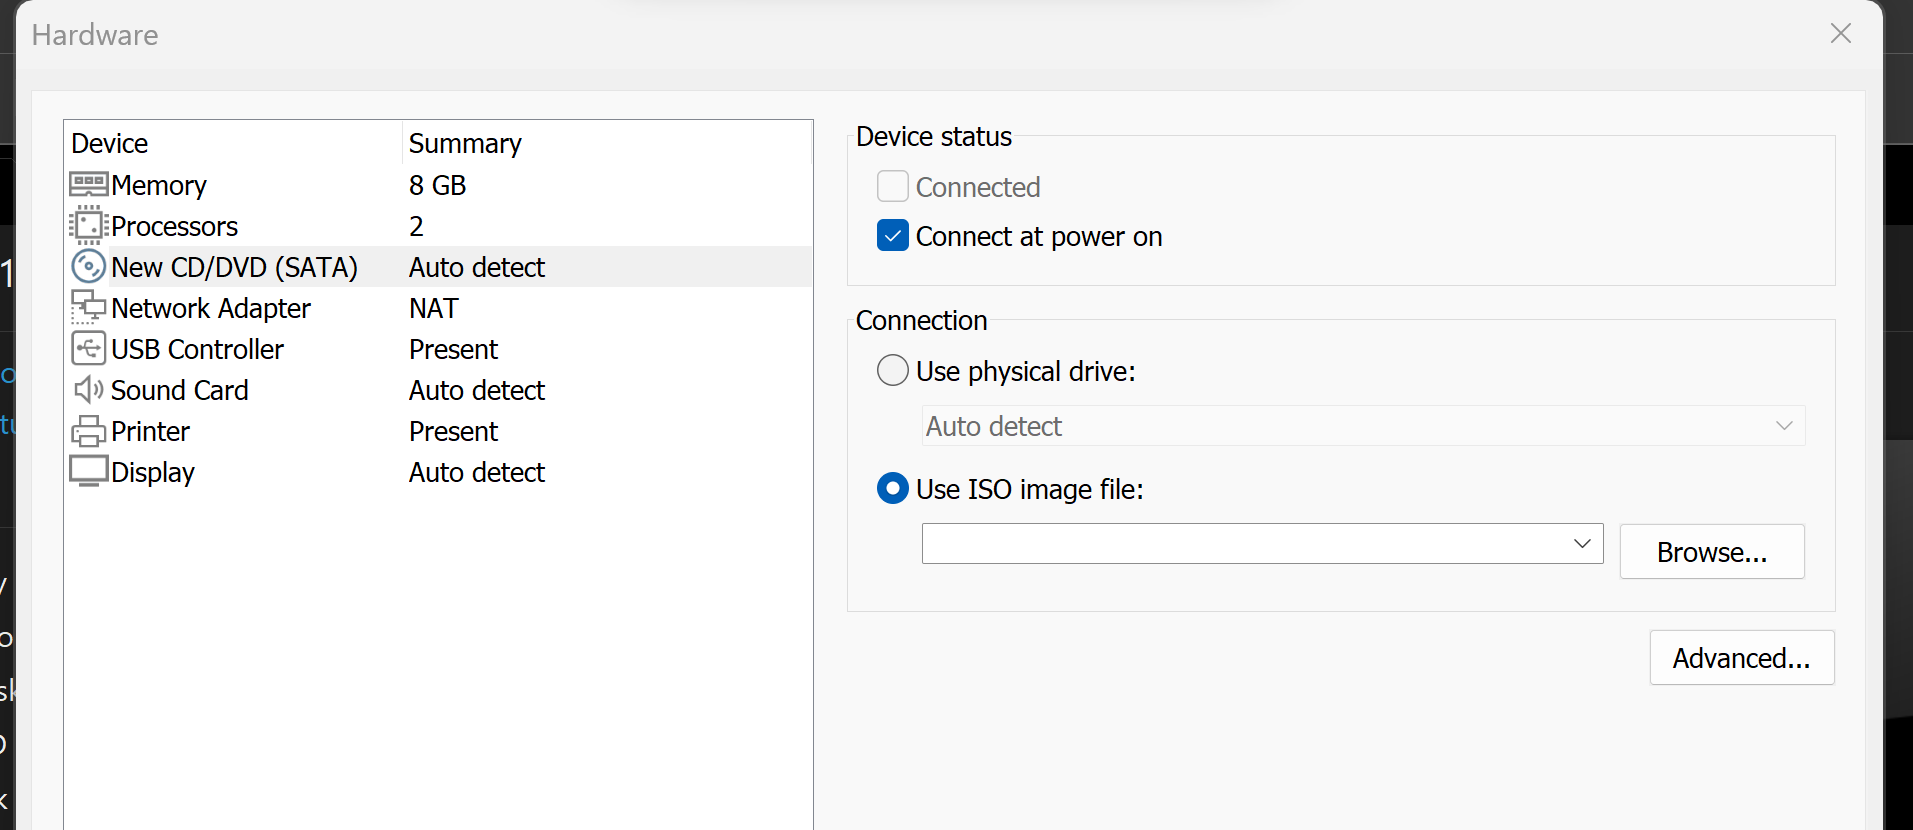 Hardware
Device Summary
Memory 8 GB
Processors 2
New CD/DVD (SATA) Auto detect
Network Adapter NAT
USB Controller Present
Sound Card Auto detect
Printer Present
Display Auto detect
Device status
Connected
Connect at power on
Connection
Use physical drive:
Auto detect
Use ISO image file:
Browse...
Advanced...